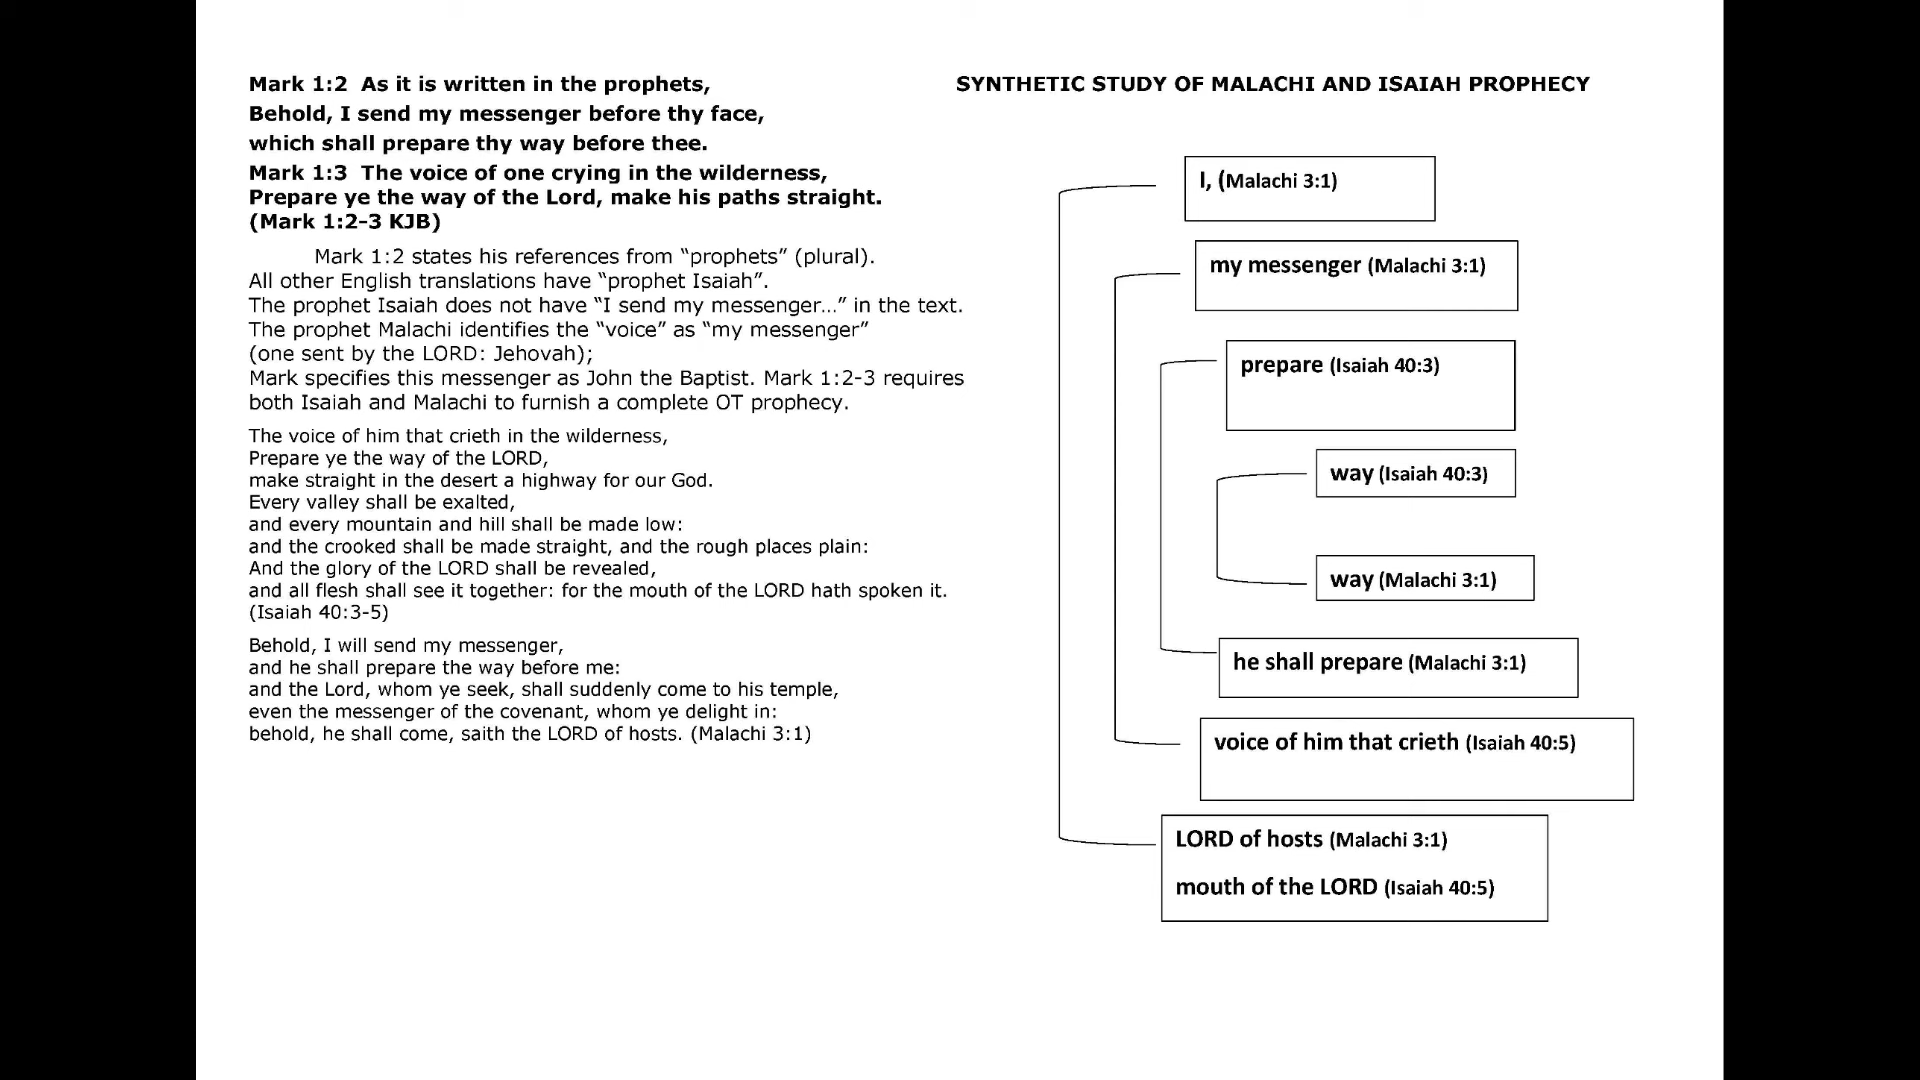 Mark 1:2  As it is written in the prophets,
Behold, I send my messenger before thy face,
which shall prepare thy way before thee.
Mark 1:3  The voice of one crying in the wilderness,
Prepare ye the way of the Lord, make his paths straight.
(Mark 1:2-3 KJB)
Mark 1:2 states his references from “prophets” (plural).
All other English translations have “prophet Isaiah”.
The prophet Isaiah does not have “I send my messenger…” in the text.
The prophet Malachi identifies the “voice” as “my messenger”
(one sent by the LORD: Jehovah);
Mark specifies this messenger as John the Baptist. Mark 1:2-3 requires
both Isaiah and Malachi to furnish a complete OT prophecy.
The voice of him that crieth in the wilderness,
Prepare ye the way of the LORD,
make straight in the desert a highway for our God.
Every valley shall be exalted,
and every mountain and hill shall be made low:
and the crooked shall be made straight, and the rough places plain:
And the glory of the LORD shall be revealed,
and all flesh shall see it together: for the mouth of the LORD hath spoken it.
(Isaiah 40:3-5)
Behold, I will send my messenger,
and he shall prepare the way before me:
and the Lord, whom ye seek, shall suddenly come to his temple,
even the messenger of the covenant, whom ye delight in:
behold, he shall come, saith the LORD of hosts. (Malachi 3:1)
SYNTHETIC STUDY OF MALACHI AND ISAIAH PROPHECY
I, (Malachi 3:1)
my messenger (Malachi 3:1)
prepare (Isaiah 40:3)
way (Isaiah 40:3)
way (Malachi 3:1)
he shall prepare (Malachi 3:1)
voice of him that crieth (Isaiah 40:5)
LORD of hosts (Malachi 3:1)
mouth of the LORD (Isaiah 40:5)